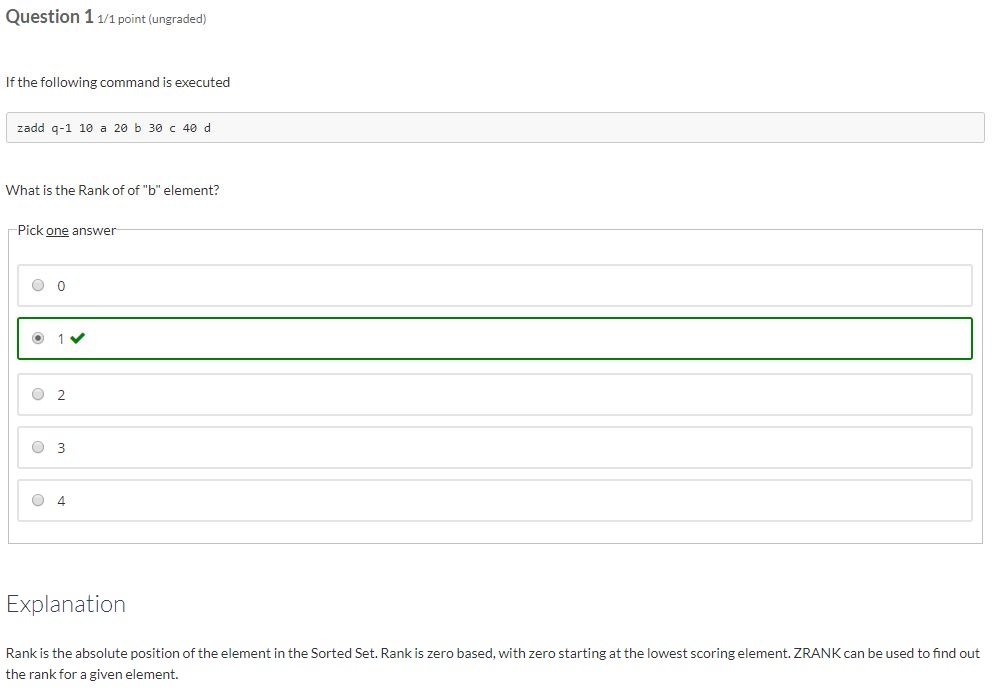 Question 1 1/1 point (ungraded)
If the following command is executed
zadd q-1 10 a 20 b 30 c 40 d
What is the Rank of of "b" element?
Pick one answer
0
1
2
3
4
Explanation
Rank is the absolute position of the element in the Sorted Set. Rank is zero based, with zero starting at the lowest scoring element. ZRANK can be used to find out
the rank for a given element.